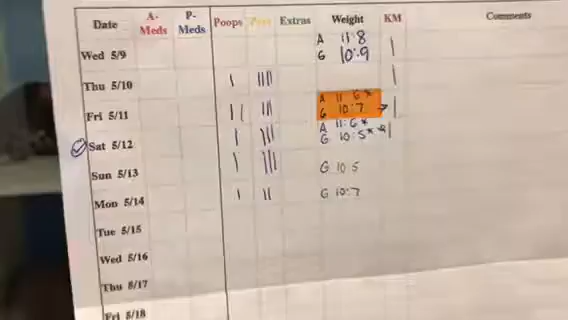 Date A-Meds P-Meds Poops Pees Extras Weight KM Comments
A 11:8
Wed 5/9 G 10:9 |
Thu 5/10 | |||| |
A 11:6*
Fri 5/11 || ||| G 10:7 → |
A 11:6*
Sat 5/12 | ||| G 10:5* |
Sun 5/13 | |||| G 10:5
Mon 5/14 | || G 10:7
Tue 5/15
Wed 5/16
Thu 5/17
Fri 5/18